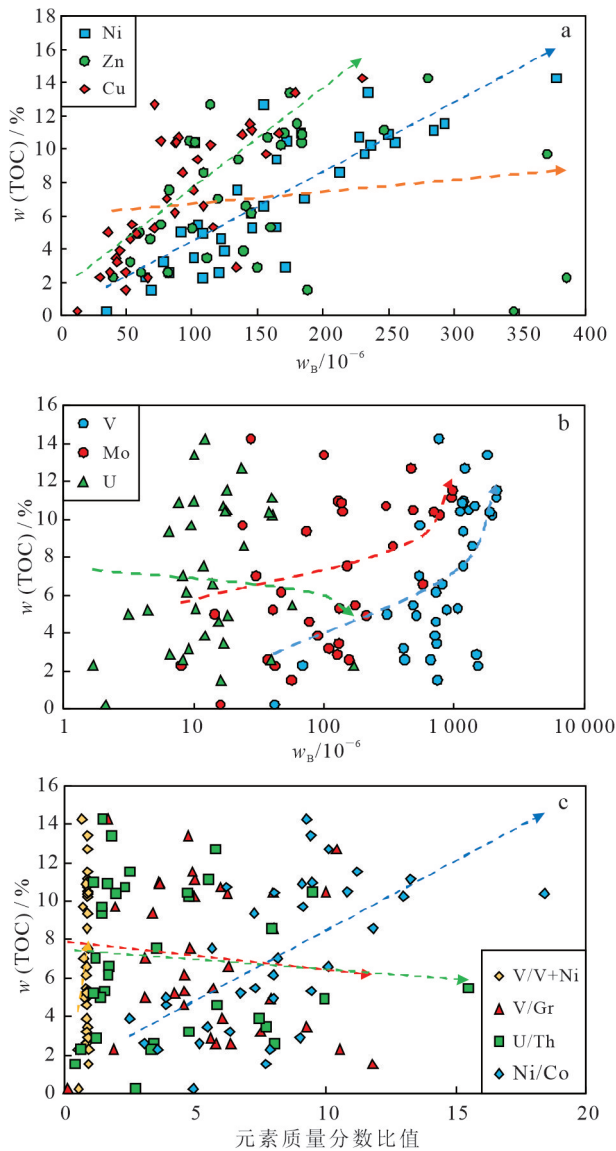 a
Ni
Zn
Cu
18
16
14
12
10
8
6
4
2
0
w (TOC) / %
0 50 100 150 200 250 300 350 400
wB/10-6
b
V
Mo
U
16
14
12
10
8
6
4
2
0
w (TOC) / %
1 10 100 1 000 10 000
wB/10-6
c
16
14
12
10
8
6
4
2
0
w (TOC) / %
V/V+Ni
V/Gr
U/Th
Ni/Co
0 5 10 15 20
元素质量分数比值